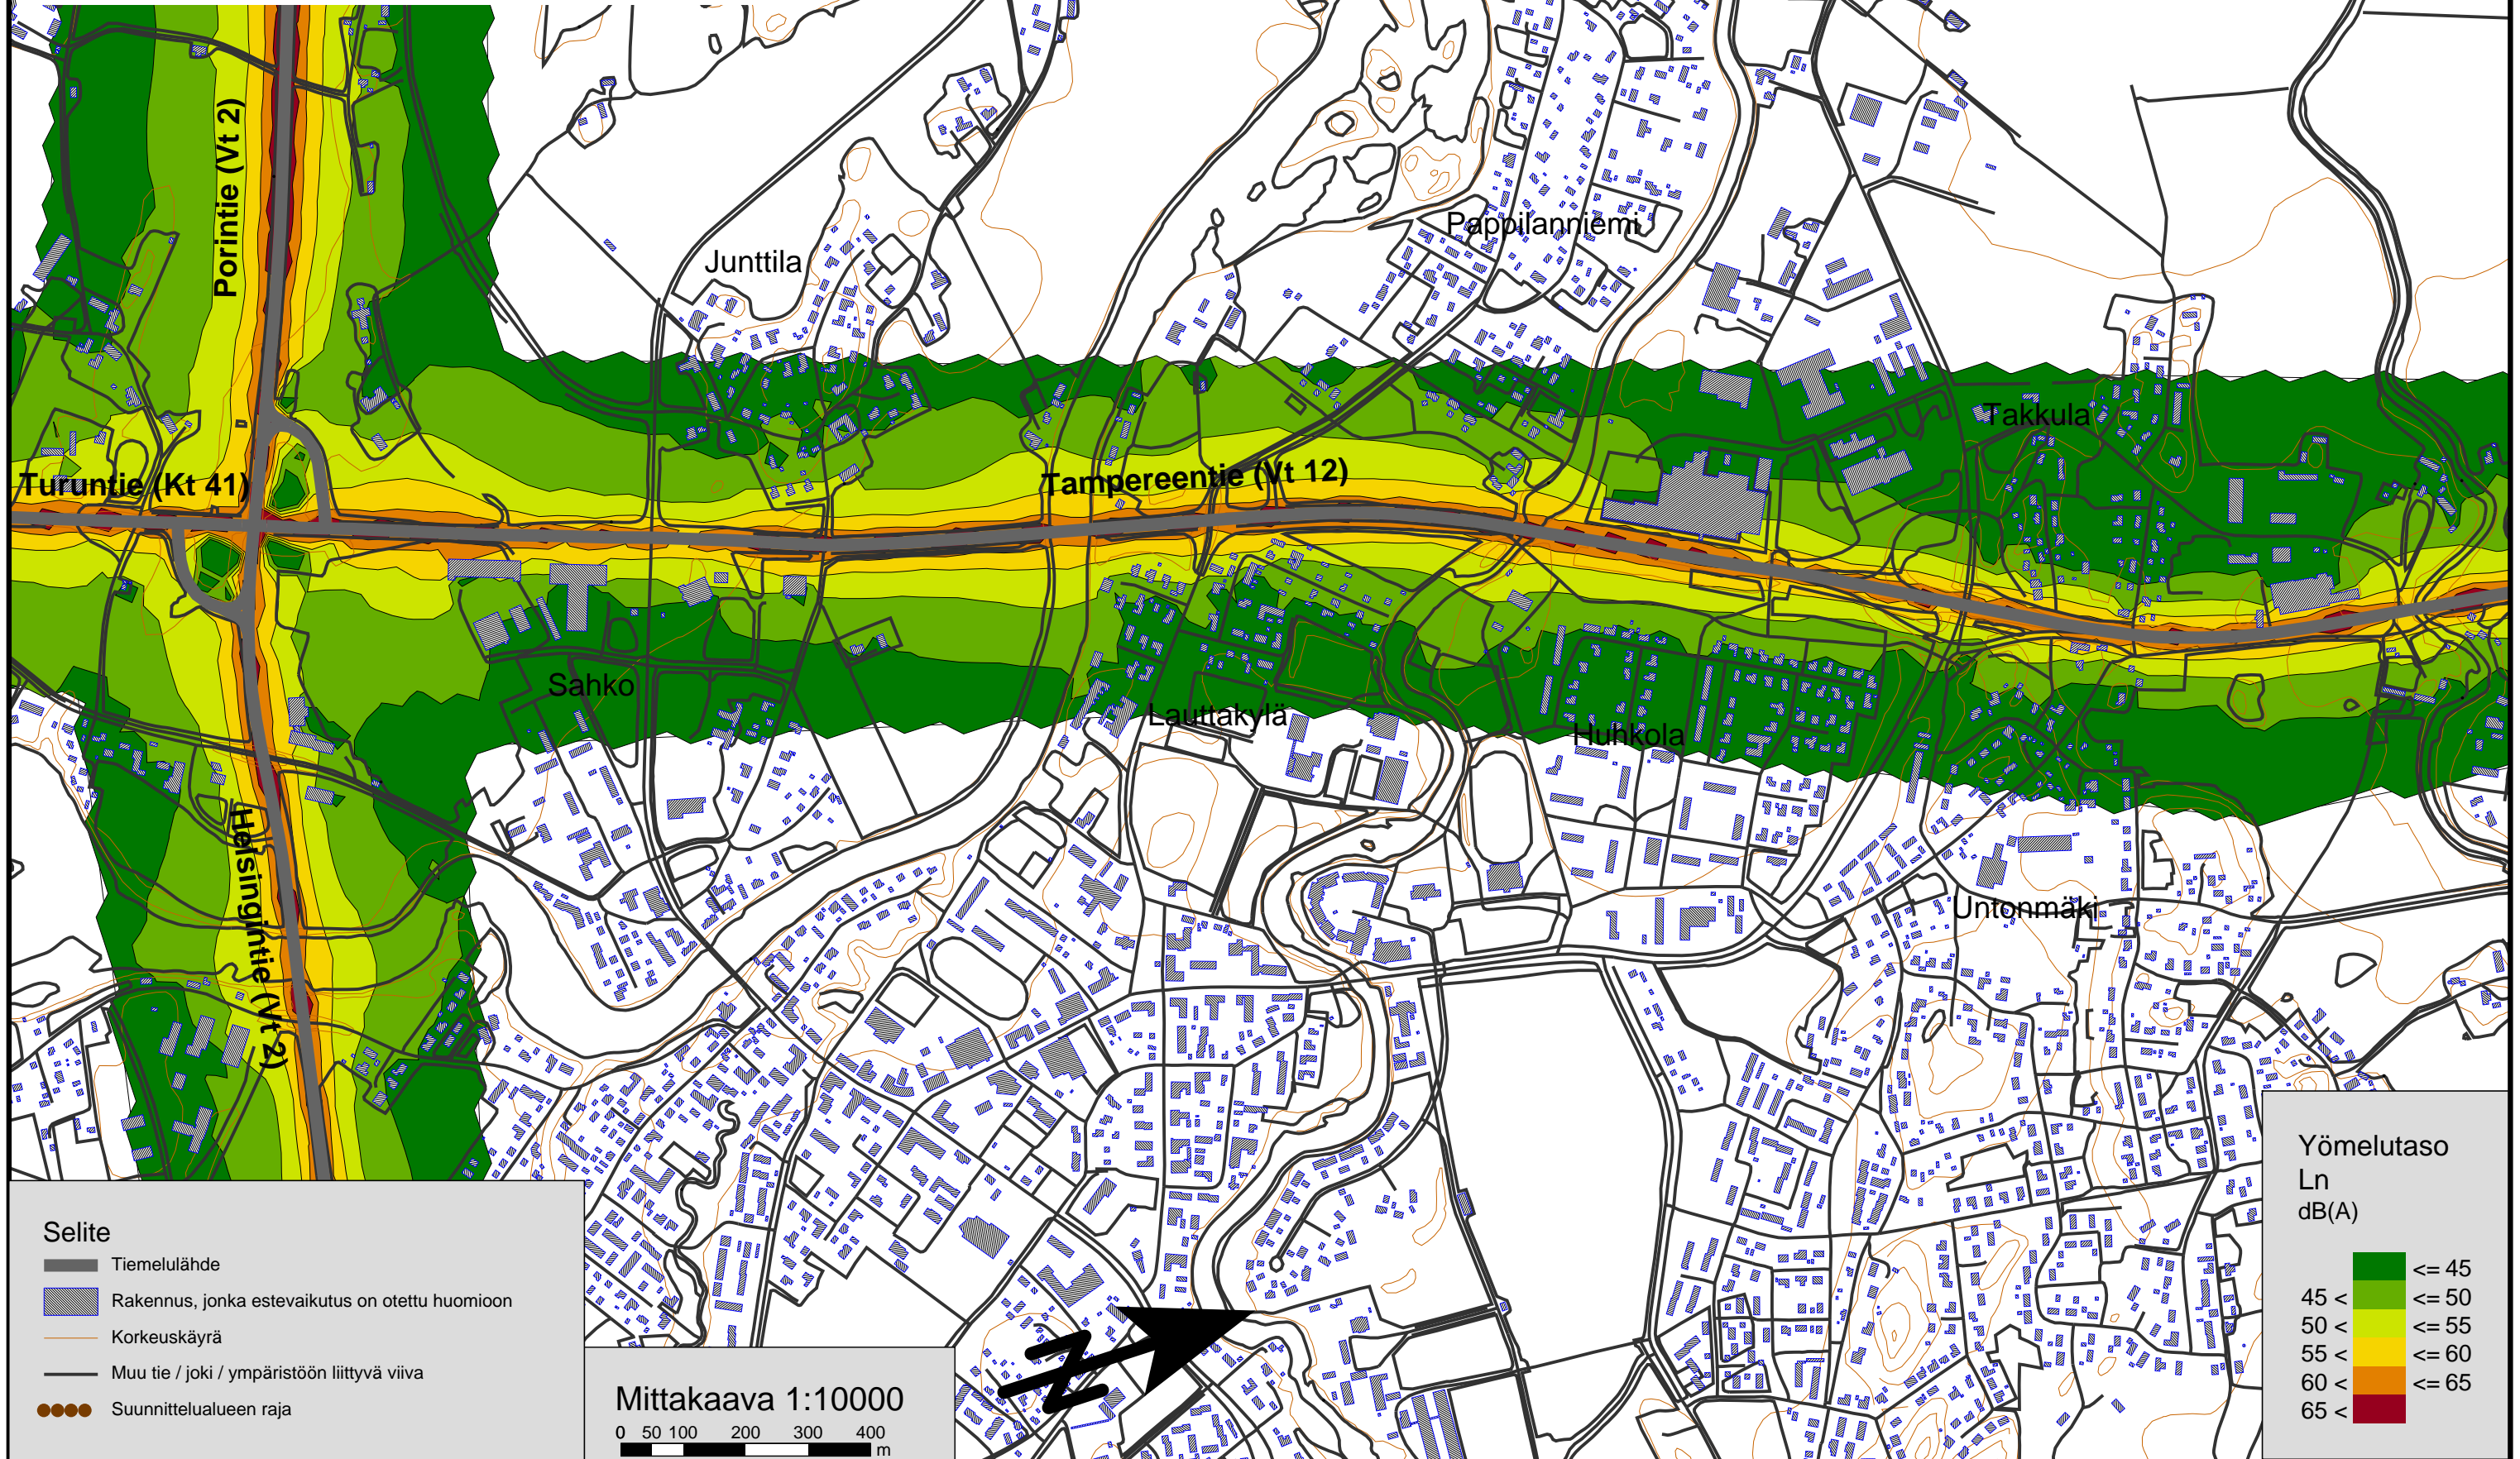 Porintie (Vt 2)
Junttila
Pappilanniemi
Takkula
Turuntie (Kt 41)
Tampereentie (Vt 12)
Sahko
Lauttakylä
Huhkola
Helsingintie (Vt 2)
Untonmäki
Selite
Tiemelulähde
Rakennus, jonka estevaikutus on otettu huomioon
Korkeuskäyrä
Muu tie / joki / ympäristöön liittyvä viiva
Suunnittelualueen raja
Mittakaava 1:10000
0 50 100 200 300 400
m
Yömelutaso
Ln
dB(A)
<= 45
45 < <= 50
50 < <= 55
55 < <= 60
60 < <= 65
65 <